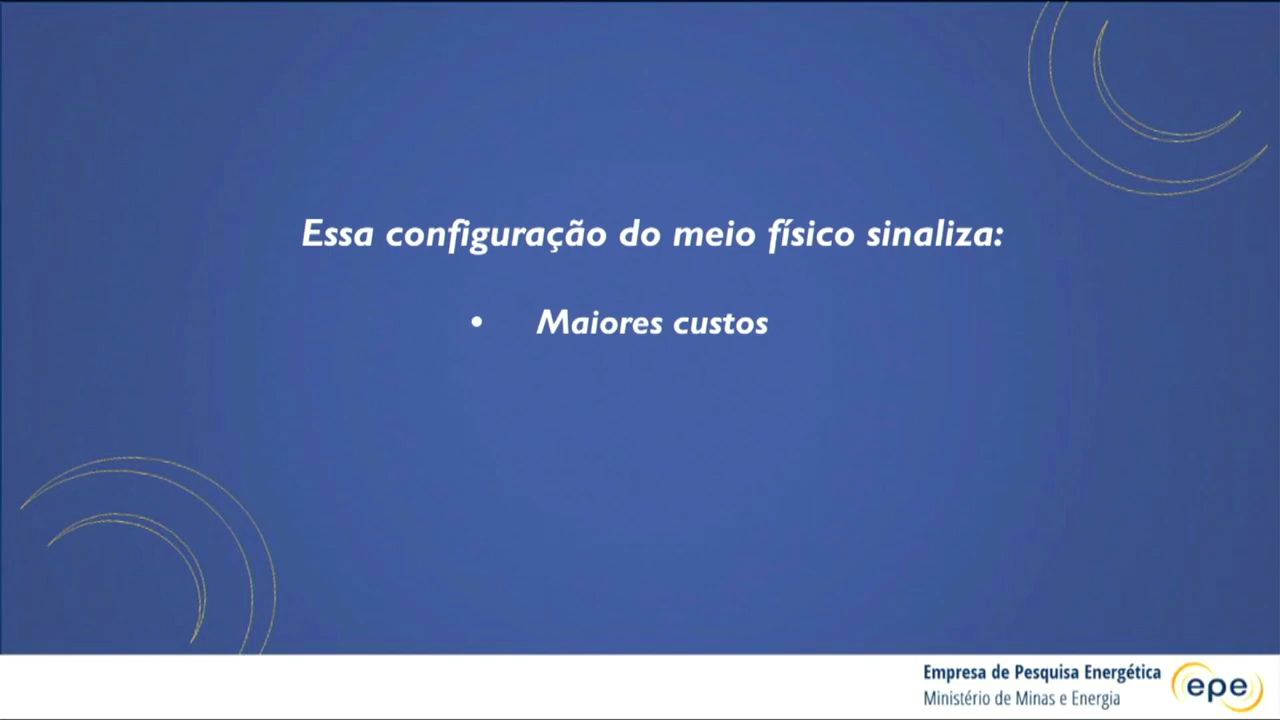 Essa configuração do meio físico sinaliza:
• Maiores custos
Empresa de Pesquisa Energética
Ministério de Minas e Energia
epe